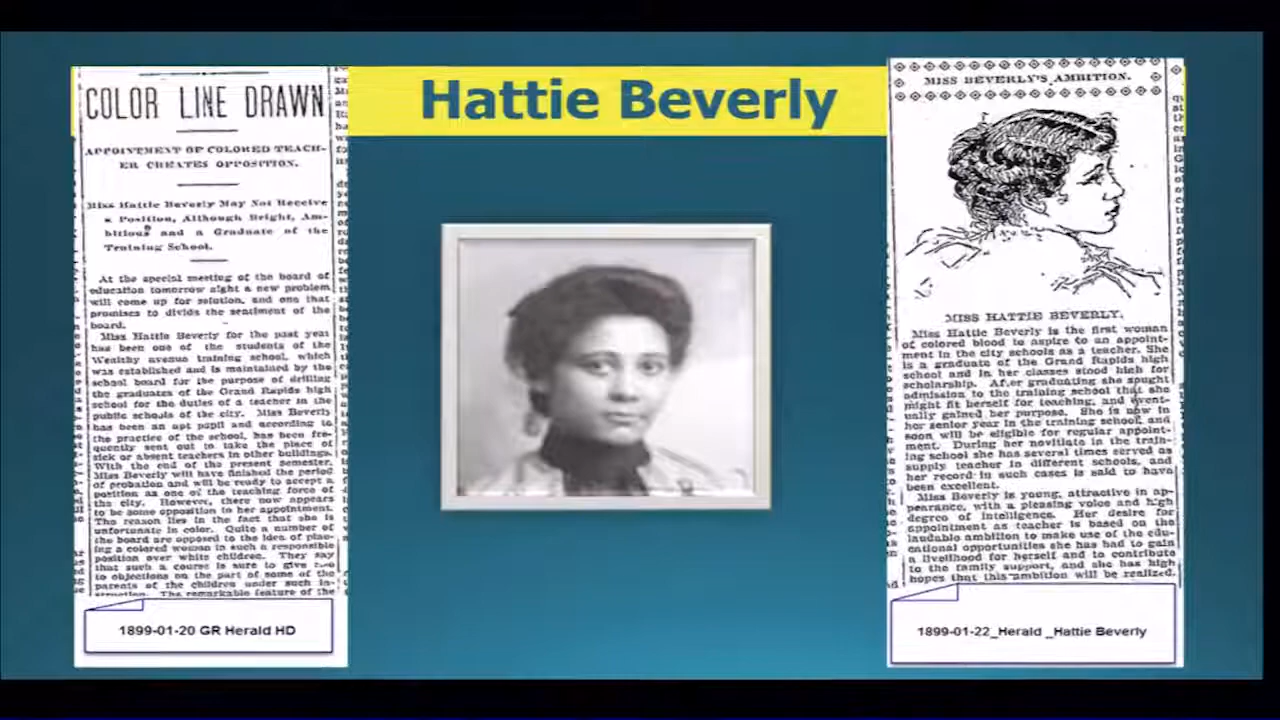 Hattie Beverly
COLOR LINE DRAWN
APPOINTMENT OF COLORED TEACH-
ER CREATES OPPOSITION.
Miss Hattie Beverly May Not Receive
a Position, Although Bright, Am-
bitious and a Graduate of the
Training School.
At the special meeting of the board of
education tomorrow night a new problem
will come up for solution, and one that
promises to divide the sentiment of the
board.
Miss Hattie Beverly for the past year
has been one of the students of the
Wealthy avenue training school, which
was established and is maintained by the
school board for the purpose of drilling
the graduates of the Grand Rapids high
school for the duties of a teacher in the
public schools of the city. Miss Beverly
has been an apt pupil and according to
the practice of the school, has been fre-
quently sent out to take the place of
sick or absent teachers in other buildings.
With the end of the present semester,
Miss Beverly will have finished the period
of probation and will be ready to accept a
position as one of the teaching force of
the city. However, there now appears
to be some opposition to her appointment.
The reason lies in the fact that she is
unfortunate in color. Quite a number of
the board are opposed to the idea of plac-
ing a colored woman in such a responsible
position over white children. They say
that such a course is sure to give rise
to objections on the part of some of the
parents of the children under such in-
struction. The remarkable feature of the
1899-01-20 GR Herald HD
MISS BEVERLY'S AMBITION.
MISS HATTIE BEVERLY.
Miss Hattie Beverly is the first woman
of colored blood to aspire to an appoint-
ment in the city schools as a teacher. She
is a graduate of the Grand Rapids high
school and in her classes stood high for
scholarship. After graduating she sought
admission to the training school that she
might fit herself for teaching, and event-
ually gained her purpose. She is now in
her senior year in the training school, and
soon will be eligible for regular appoint-
ment. During her novitiate in the train-
ing school she has several times served as
supply teacher in different schools, and
her record in such cases is said to have
been excellent.
Miss Beverly is young, attractive in ap-
pearance, with a pleasing voice and high
degree of intelligence. Her desire for
appointment as teacher is based on the
laudable ambition to make use of the edu-
cational opportunities she has had to gain
a livelihood for herself and to contribute
to the family support, and she has high
hopes that this ambition will be realized.
1899-01-22_Herald _Hattie Beverly